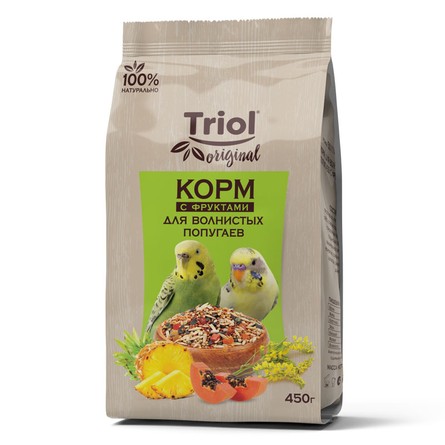 100%
НАТУРАЛЬНО
Triol®
original
КОРМ
С ФРУКТАМИ
ДЛЯ ВОЛНИСТЫХ
ПОПУГАЕВ
450г